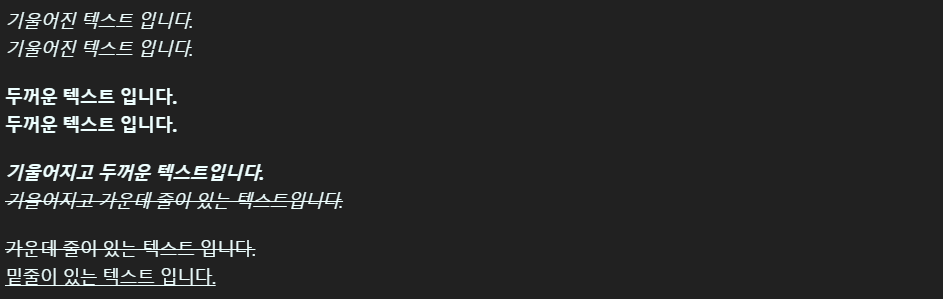 기울어진 텍스트 입니다.
기울어진 텍스트 입니다.
두꺼운 텍스트 입니다.
두꺼운 텍스트 입니다.
기울어지고 두꺼운 텍스트입니다.
기울어지고 가운데 줄이 있는 텍스트입니다.
가운데 줄이 있는 텍스트 입니다.
밑줄이 있는 텍스트 입니다.